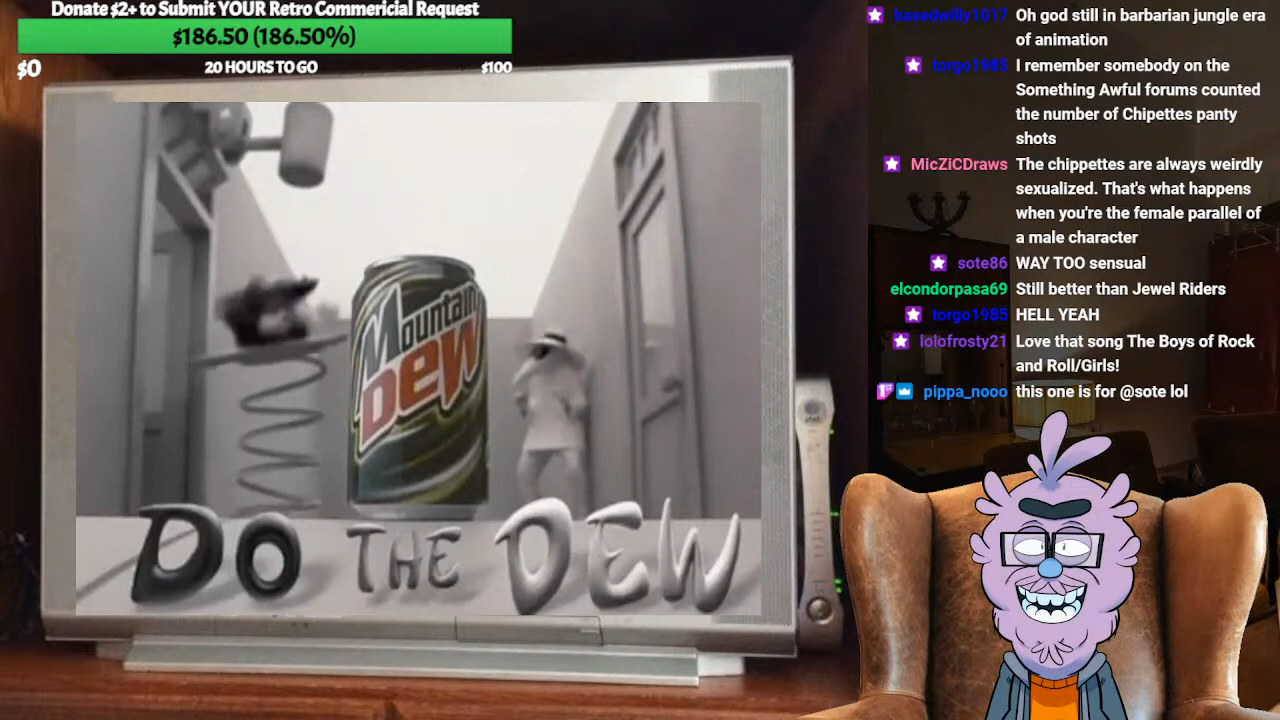 Donate $2+ to Submit YOUR Retro Commericial Request
$186.50 (186.50%)
$0
20 HOURS TO GO
$100
Mountain
Dew
DO THE DEW
basedwilly1017 Oh god still in barbarian jungle era
of animation
torgo1985 I remember somebody on the
Something Awful forums counted
the number of Chipettes panty
shots
MicZiCDraws The chippettes are always weirdly
sexualized. That's what happens
when you're the female parallel of
a male character
sote86 WAY TOO sensual
elcondorpasa69 Still better than Jewel Riders
torgo1985 HELL YEAH
lolofrosty21 Love that song The Boys of Rock
and Roll/Girls!
pippa_nooo this one is for @sote lol